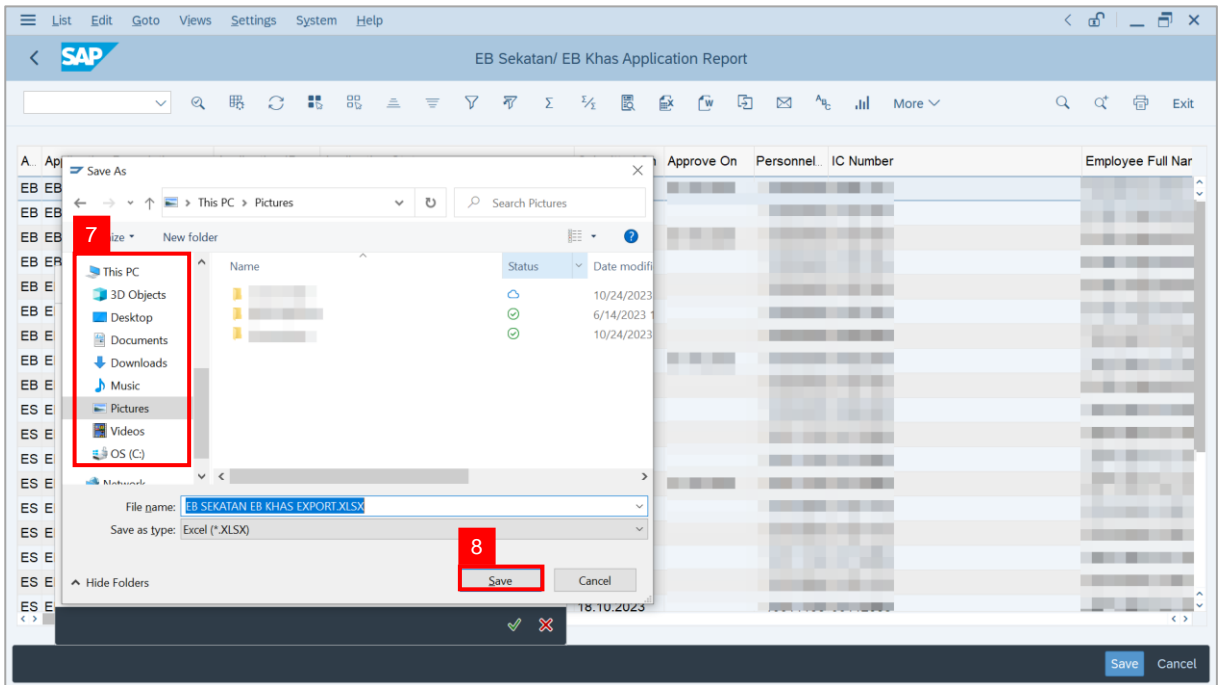 List Edit Goto Views Settings System Help
SAP
EB Sekatan/ EB Khas Application Report
More
Exit
A.. Approve On Personnel.. IC Number Employee Full Nar
Save As
This PC > Pictures
Search Pictures
7
New folder
Name Status Date modifi
This PC
3D Objects
Desktop
Documents
Downloads
Music
Pictures
Videos
OS (C:)
10/24/2023
6/14/2023 1
10/24/2023
File name: EB SEKATAN EB KHAS EXPORT.XLSX
Save as type: Excel (*.XLSX)
8
Hide Folders
Save Cancel
EB EB
EB EB
EB EB
EB EB
EB E
EB E
EB E
EB E
EB E
ES E
ES E
ES E
ES E
ES E
ES E
ES E
ES E
ES E
18.10.2023
Save Cancel